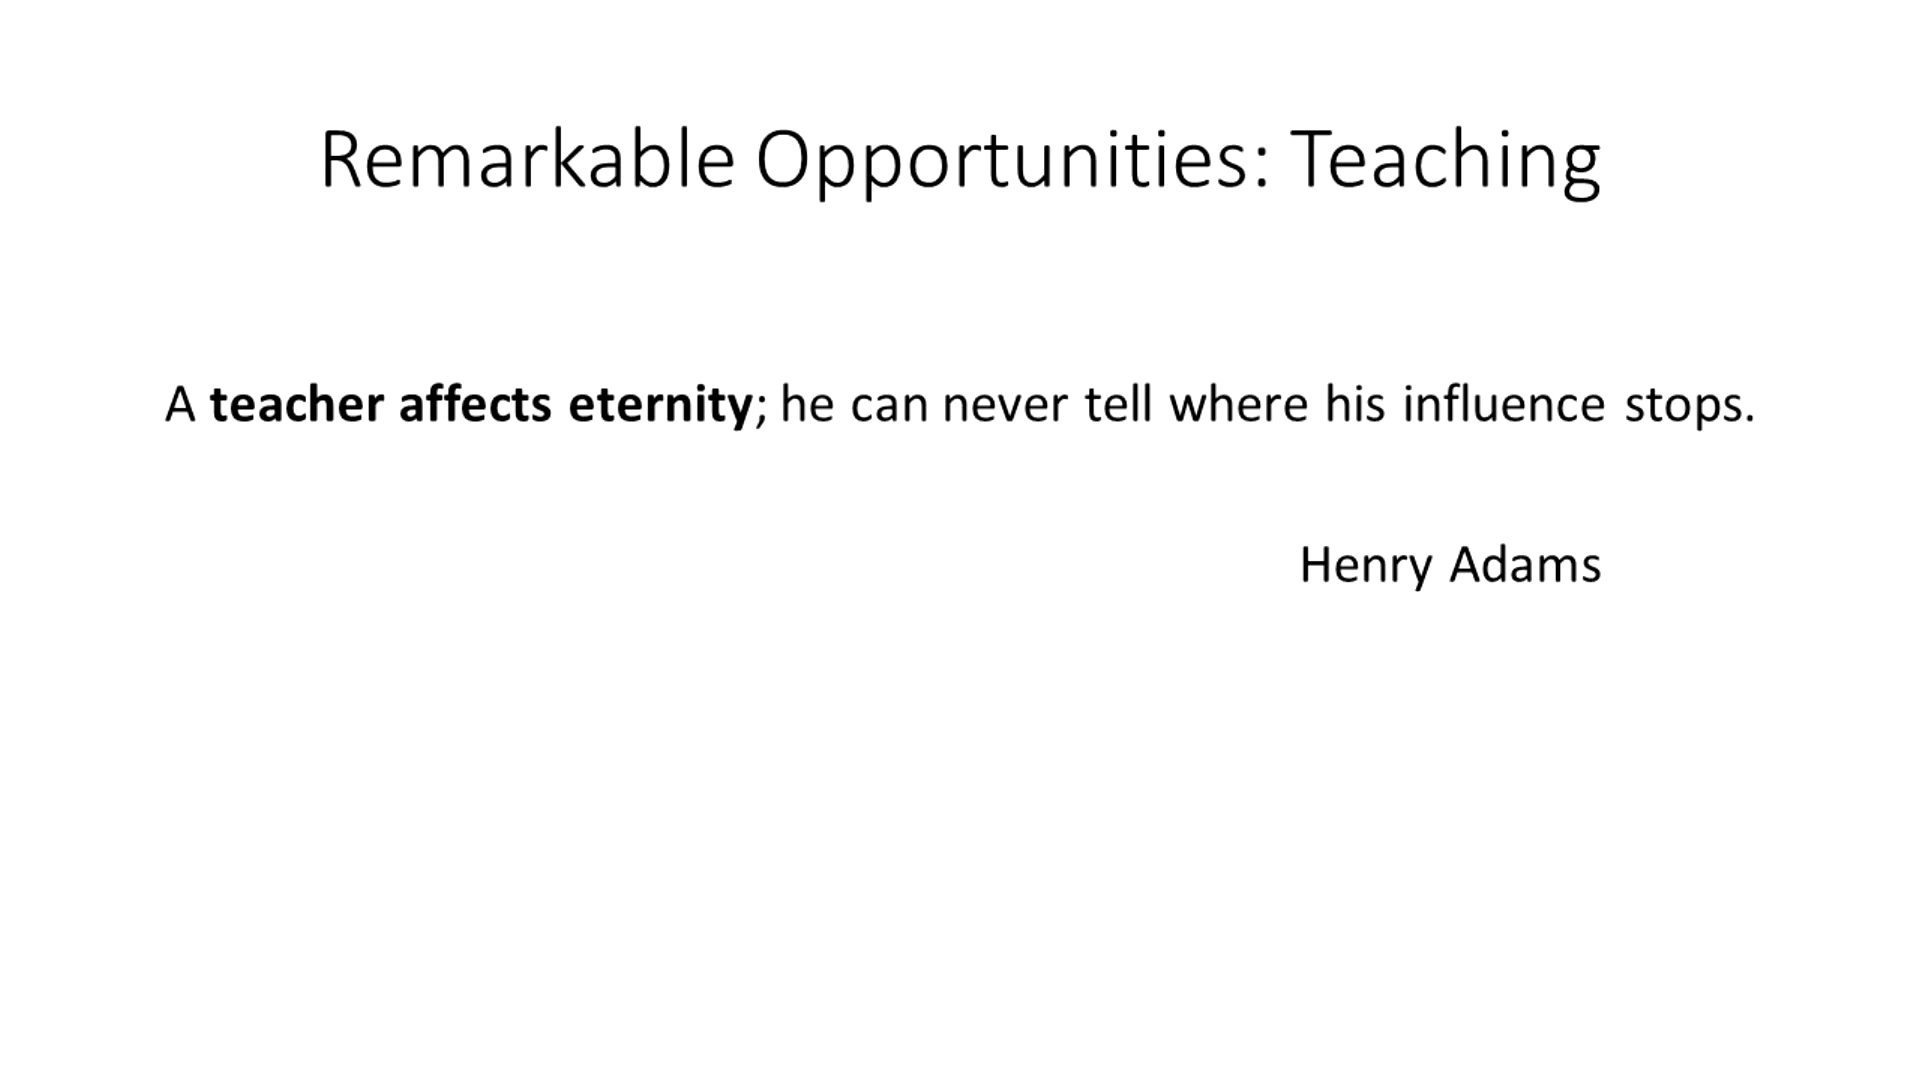 Remarkable Opportunities: Teaching
A teacher affects eternity; he can never tell where his influence stops.
Henry Adams